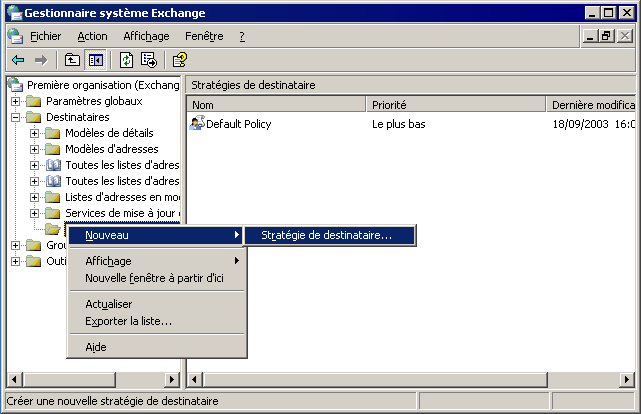 Gestionnaire système Exchange
Fichier Action Affichage Fenêtre ?
Première organisation (Exchang
Paramètres globaux
Destinataires
Modèles de détails
Modèles d'adresses
Toutes les listes d'adres
Toutes les listes d'adres
Listes d'adresses en mo
Services de mise à jour
Grou
Outi
Stratégies de destinataire
Nom Priorité Dernière modifica
Default Policy Le plus bas 18/09/2003 16:0
Nouveau
Stratégie de destinataire...
Affichage
Nouvelle fenêtre à partir d'ici
Actualiser
Exporter la liste...
Aide
Créer une nouvelle stratégie de destinataire